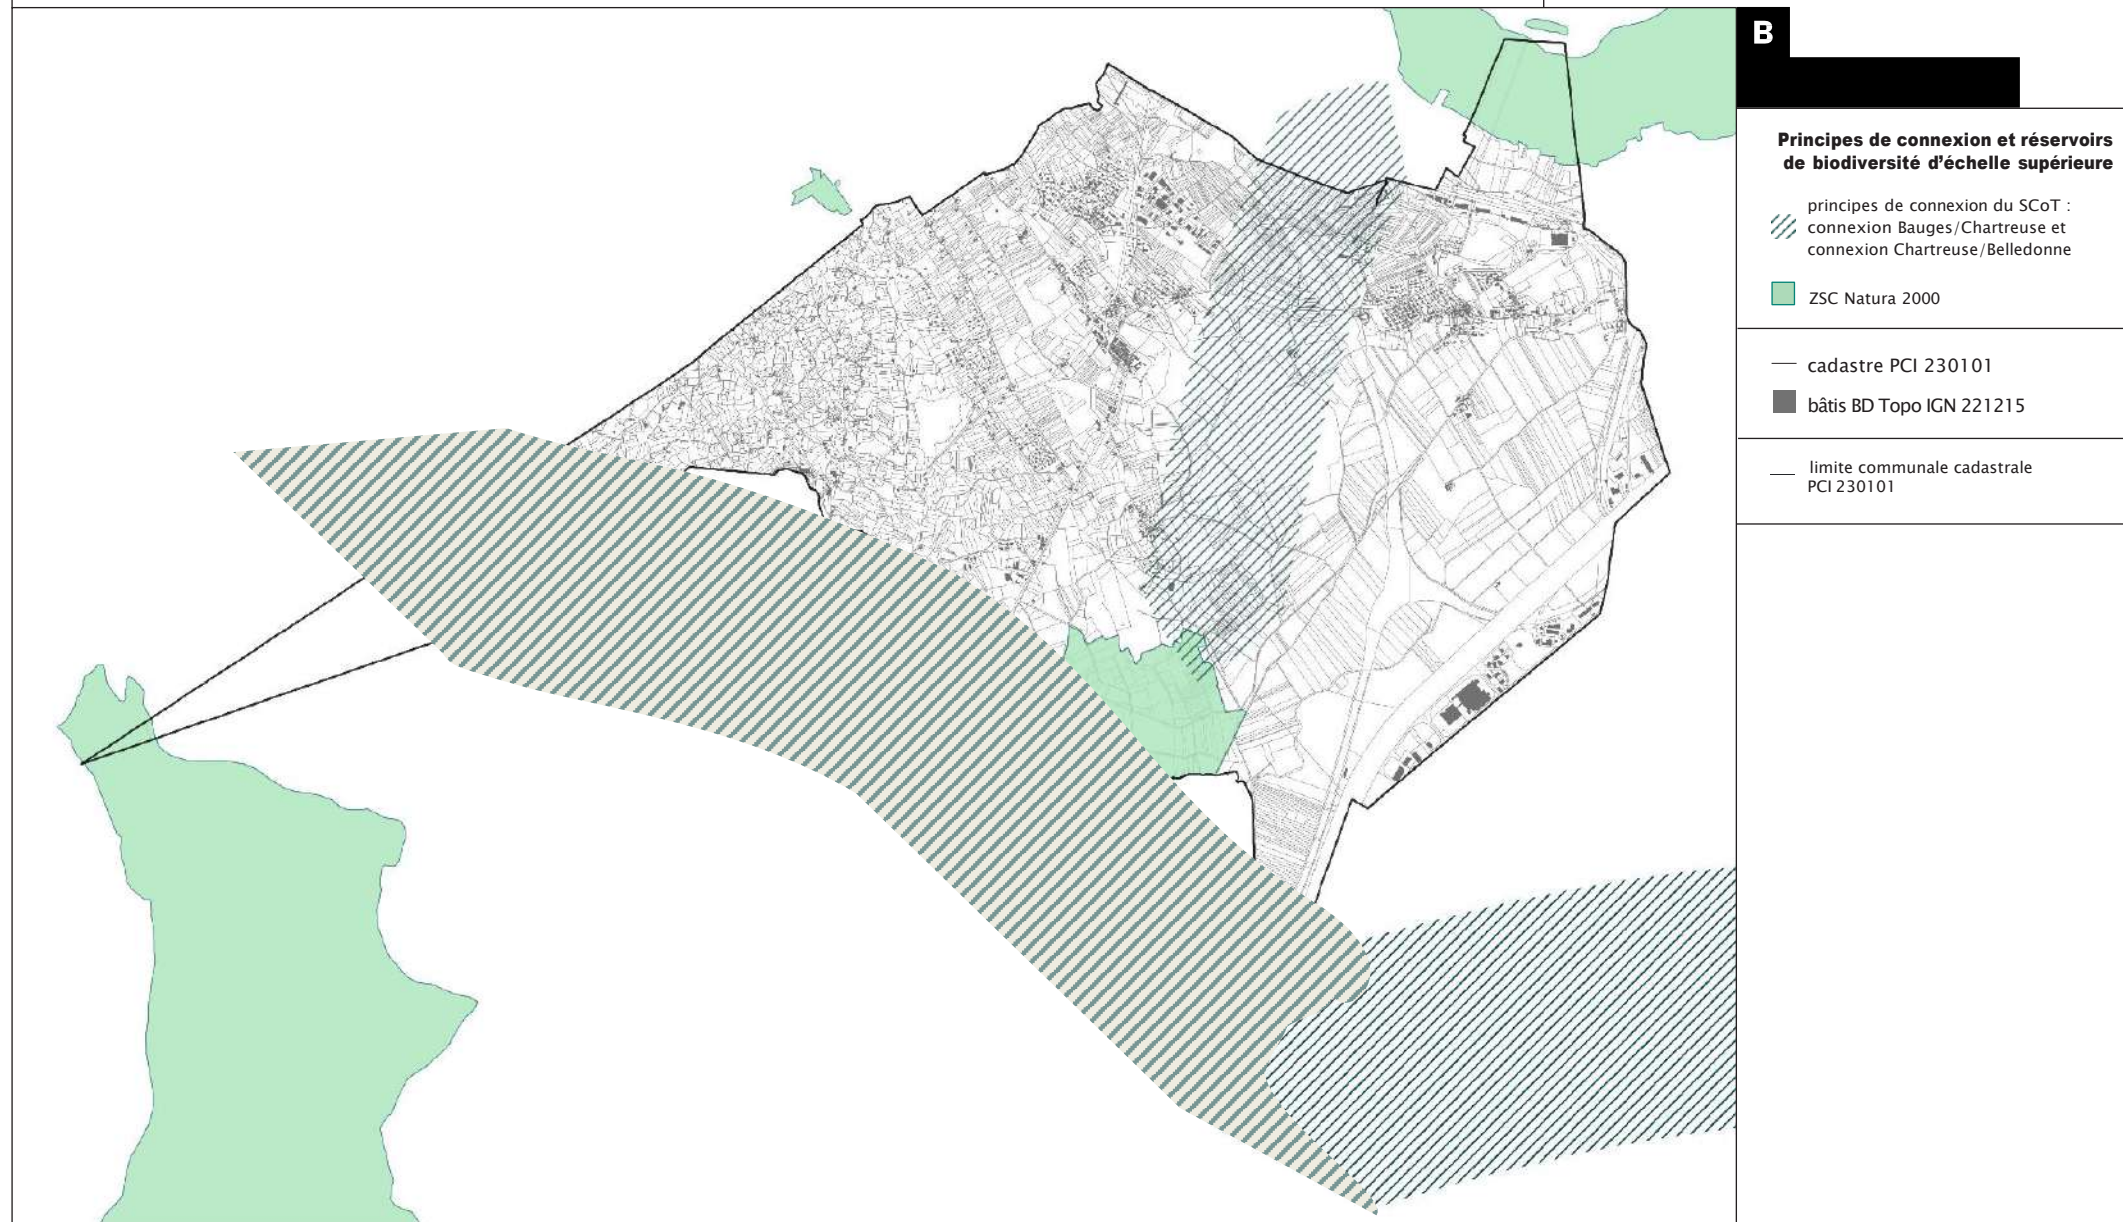 B
Principes de connexion et réservoirs
de biodiversité d'échelle supérieure
principes de connexion du SCoT :
connexion Bauges/Chartreuse et
connexion Chartreuse/Belledonne
ZSC Natura 2000
cadastre PCI 230101
bâtis BD Topo IGN 221215
limite communale cadastrale
PCI 230101